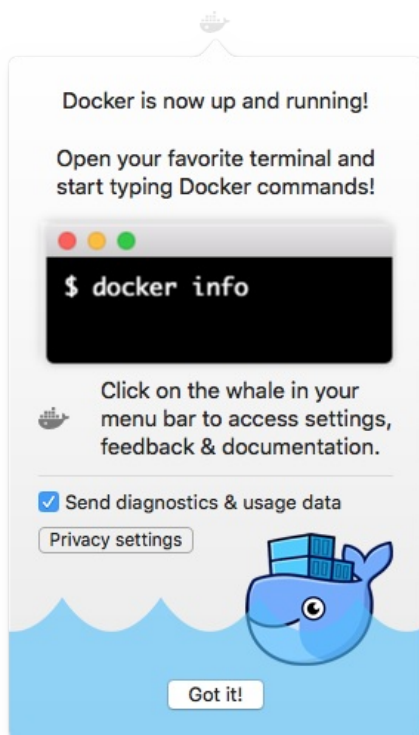 Docker is now up and running!
Open your favorite terminal and
start typing Docker commands!
$ docker info
Click on the whale in your
menu bar to access settings,
feedback & documentation.
Send diagnostics & usage data
Privacy settings
Got it!